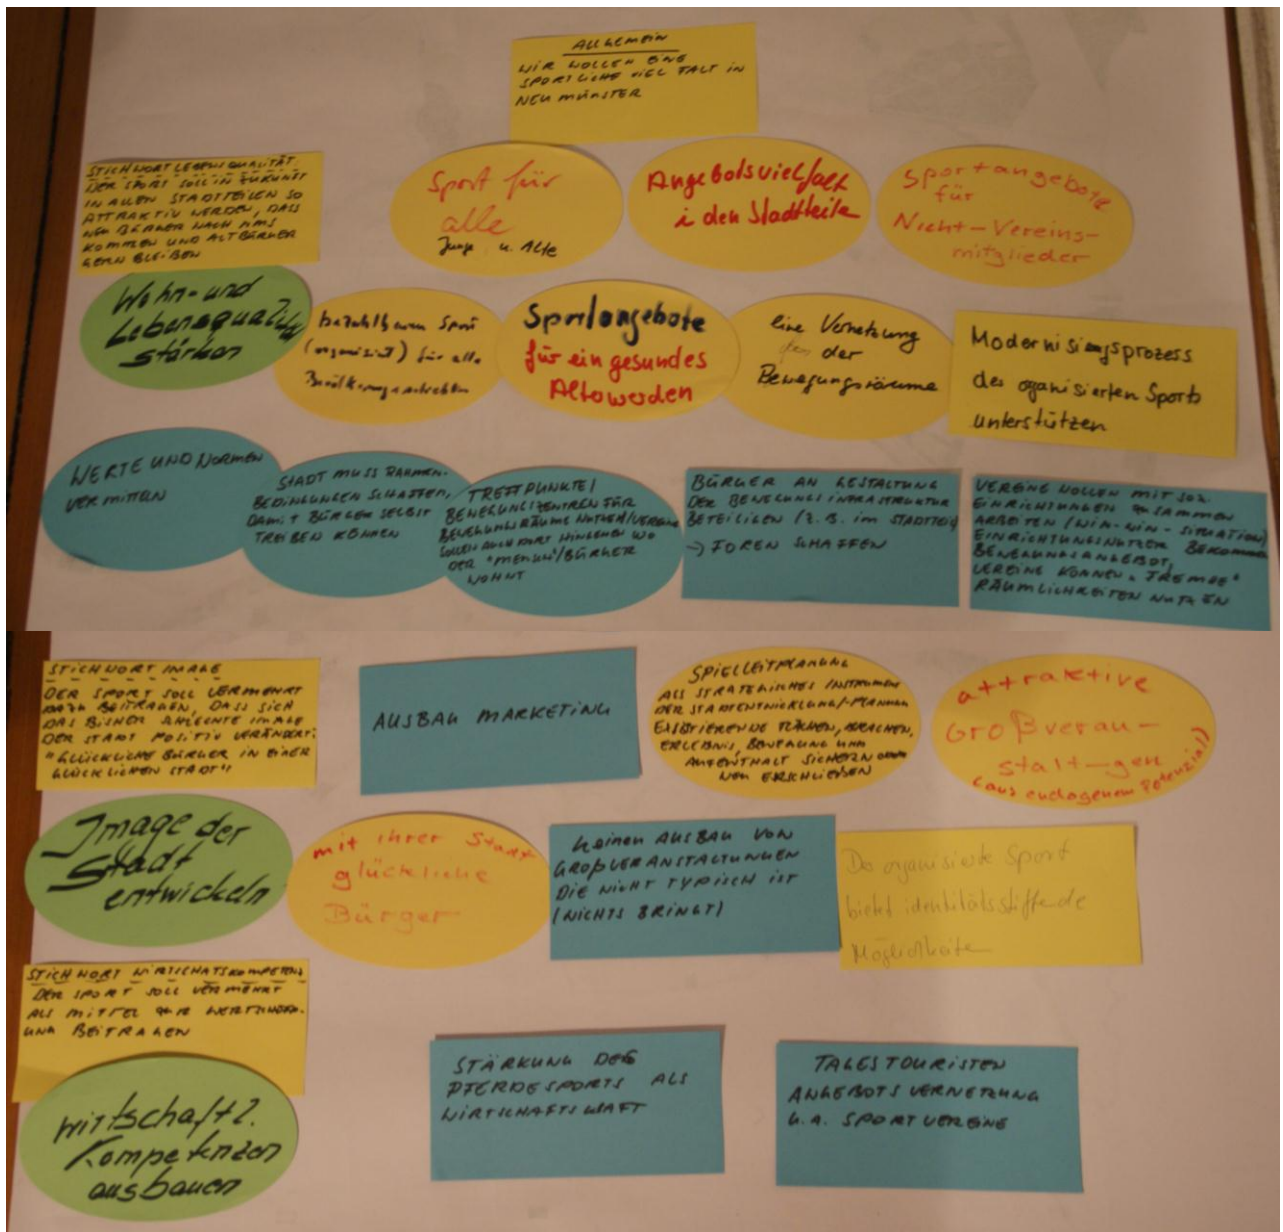 ALLGEMEIN
WIR WOLLEN EINE
SPORTLICHE VIELFALT IN
NEUMÜNSTER
STICHWORT LEBENSQUALITÄT:
DER SPORT SOLL IN ZUKUNFT
IN ALLEN STADTTEILEN SO
ATTRAKTIV WERDEN, DASS
NEUBÜRGER NACH NMS
KOMMEN UND ALTBÜRGER
GERN BLEIBEN
Sport für
alle
Junge u. Alte
Angebotsvielfalt
i den Stadtteile
Sportangebote
für
Nicht-Vereins-
mitglieder
Wohn- und
Lebensqualität
stärken
bezahlbaren Sport
(organisiert) für alle
Bevölkerungsschichten
Sportangebote
für ein gesundes
Älterwerden
eine Vernetzung
der
Bewegungsräume
Modernisiegsprozess
des organisierten Sports
unterstützen
WERTE UND NORMEN
VERMITTELN
STADT MUSS RAHMEN-
BEDINGUNGEN SCHAFFEN,
DAMIT BÜRGER SELBST
TREIBEN KÖNNEN
TREFFPUNKTE/
BEWEGUNGSZENTREN FÜR
BEWEGUNGSRÄUME NUTZEN/VEREINE
SOLLEN AUCH DORT HINGEHEN WO
DER "MENSCH"/BÜRGER
WOHNT
BÜRGER AN GESTALTUNG
DER BEWEGUNGSINFRASTRUKTUR
BETEILIGEN (Z.B. IM STADTTEIL)
→ FOREN SCHAFFEN
VEREINE WOLLEN MIT SOZ.
EINRICHTUNGEN ZUSAMMEN
ARBEITEN (WIN-WIN-SITUATION)
EINRICHTUNGSNUTZER BEKOMMEN
BEWEGUNGSANGEBOT,
VEREINE KÖNNEN "FREMDE"
RÄUMLICHKEITEN NUTZEN
STICHWORT IMAGE
DER SPORT SOLL VERMEHRT
DAZU BEITRAGEN, DASS SICH
DAS BISHER SCHLECHTE IMAGE
DER STADT POSITIV VERÄNDERT:
"GLÜCKLICHE BÜRGER IN EINER
GLÜCKLICHEN STADT"
AUSBAU MARKETING
SPIELLEITPLANUNG
ALS STRATEGISCHES INSTRUMENT
DER STADTENTWICKLUNG/-PLANUNG
EXISTIERENDE FLÄCHEN, BRACHEN,
ERLEBNIS, BEWEGUNG UND
AUFENTHALT SICHERN ODER
NEU ERSCHLIEßEN
attraktive
Großveran-
stalt-gen
(aus endogenem Potenzial)
Image der
Stadt
entwickeln
mit ihrer Stadt
glückliche
Bürger
keinen AUSBAU VON
GROßVERANSTALTUNGEN
DIE NICHT TYPISCH IST
(NICHTS BRINGT)
De organisierte Sport
bietet identitätsstiftende
Möglichkeite
STICHWORT WIRTSCHATSKOMPETENZ
DER SPORT SOLL VERMEHRT
ALS MITTEL ZUR WERTSCHÖPF-
UNG BEITRAGEN
wirtschaftl.
Kompetenzen
ausbauen
STÄRKUNG DES
PFERDESPORTS ALS
WIRTSCHAFTSKRAFT
TAGESTOURISTEN
ANGEBOTSVERNETZUNG
U.A. SPORTVEREINE